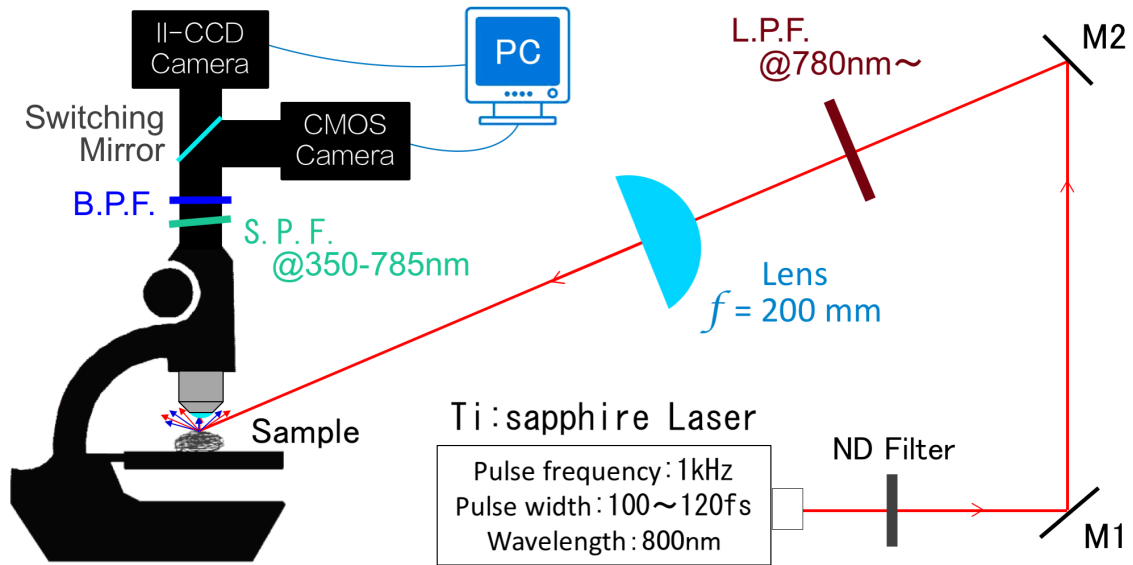 II-CCD
Camera
PC
L.P.F.
@780nm～
M2
Switching
Mirror
CMOS
Camera
B.P.F.
S.P.F.
@350-785nm
Lens
f = 200 mm
Sample
Ti:sapphire Laser
Pulse frequency:1kHz
Pulse width:100～120fs
Wavelength:800nm
ND Filter
M1